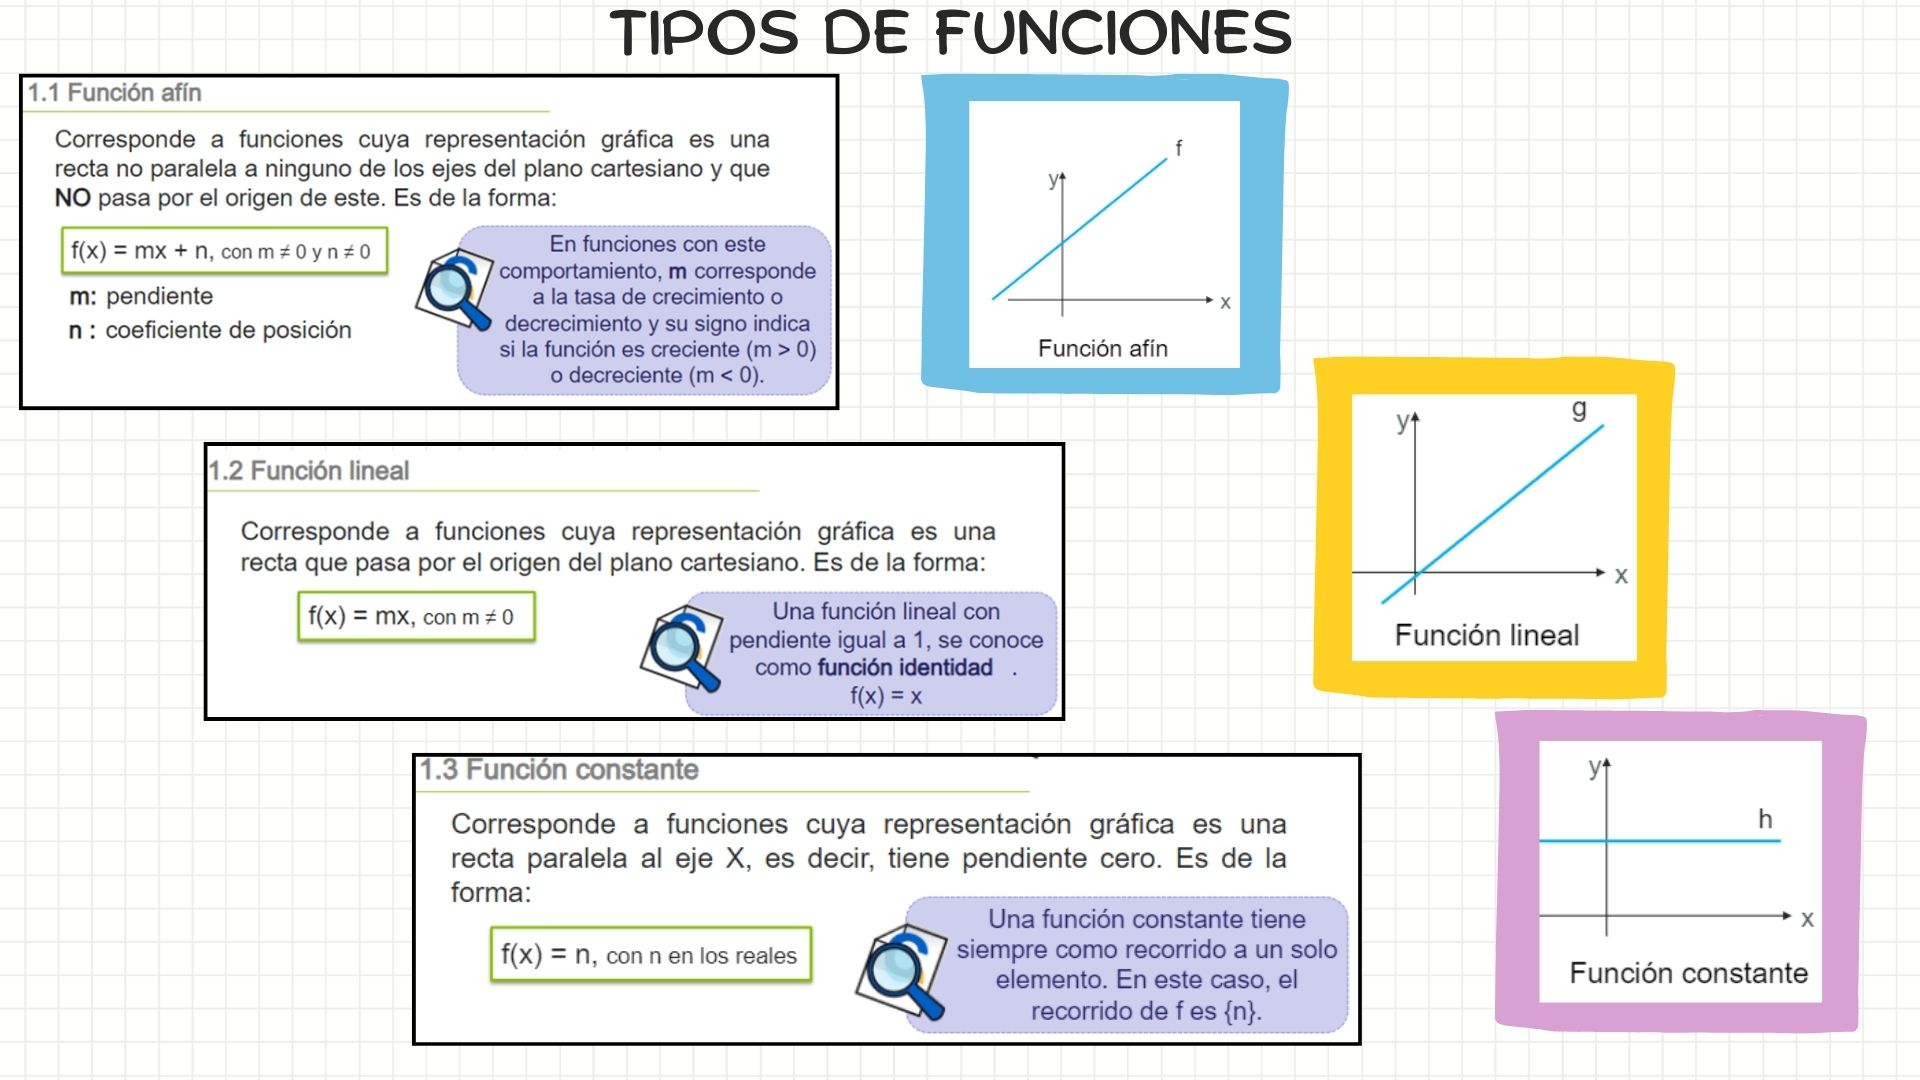 TIPOS DE FUNCIONES
1.1 Función afín
Corresponde a funciones cuya representación gráfica es una
recta no paralela a ninguno de los ejes del plano cartesiano y que
NO pasa por el origen de este. Es de la forma:
f(x) = mx + n, con m ≠ 0 y n ≠ 0
m: pendiente
n : coeficiente de posición
En funciones con este
comportamiento, m corresponde
a la tasa de crecimiento o
decrecimiento y su signo indica
si la función es creciente (m > 0)
o decreciente (m < 0).
f
y
x
Función afín
1.2 Función lineal
Corresponde a funciones cuya representación gráfica es una
recta que pasa por el origen del plano cartesiano. Es de la forma:
f(x) = mx, con m ≠ 0
Una función lineal con
pendiente igual a 1, se conoce
como función identidad .
f(x) = x
g
y
x
Función lineal
1.3 Función constante
Corresponde a funciones cuya representación gráfica es una
recta paralela al eje X, es decir, tiene pendiente cero. Es de la
forma:
f(x) = n, con n en los reales
Una función constante tiene
siempre como recorrido a un solo
elemento. En este caso, el
recorrido de f es {n}.
y
h
x
Función constante